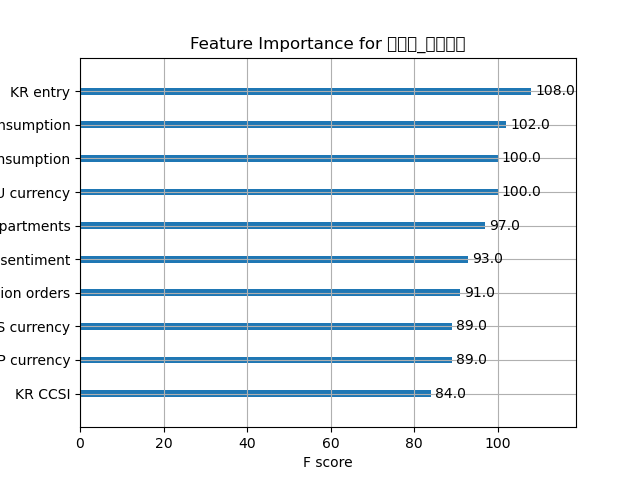 Feature Importance for
KR entry
108.0
nsumption
102.0
nsumption
100.0
U currency
100.0
partments
97.0
sentiment
93.0
ion orders
91.0
S currency
89.0
P currency
89.0
KR CCSI
84.0
0 20 40 60 80 100
F score